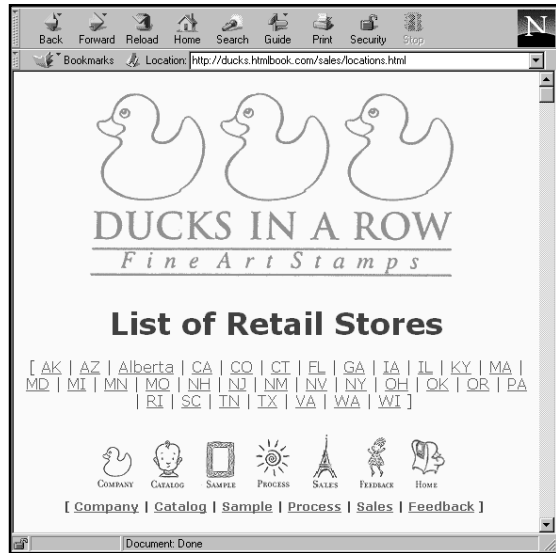 Back Forward Reload Home Search Guide Print Security Stop
N
Bookmarks Location: http://ducks.htmlbook.com/sales/locations.html
DUCKS IN A ROW
Fine Art Stamps
List of Retail Stores
[ AK | AZ | Alberta | CA | CO | CT | FL | GA | IA | IL | KY | MA |
MD | MI | MN | MO | NH | NJ | NM | NV | NY | OH | OK | OR | PA
| RI | SC | TN | TX | VA | WA | WI ]
COMPANY CATALOG SAMPLE PROCESS SALES FEEDBACK HOME
[ Company | Catalog | Sample | Process | Sales | Feedback ]
Document: Done